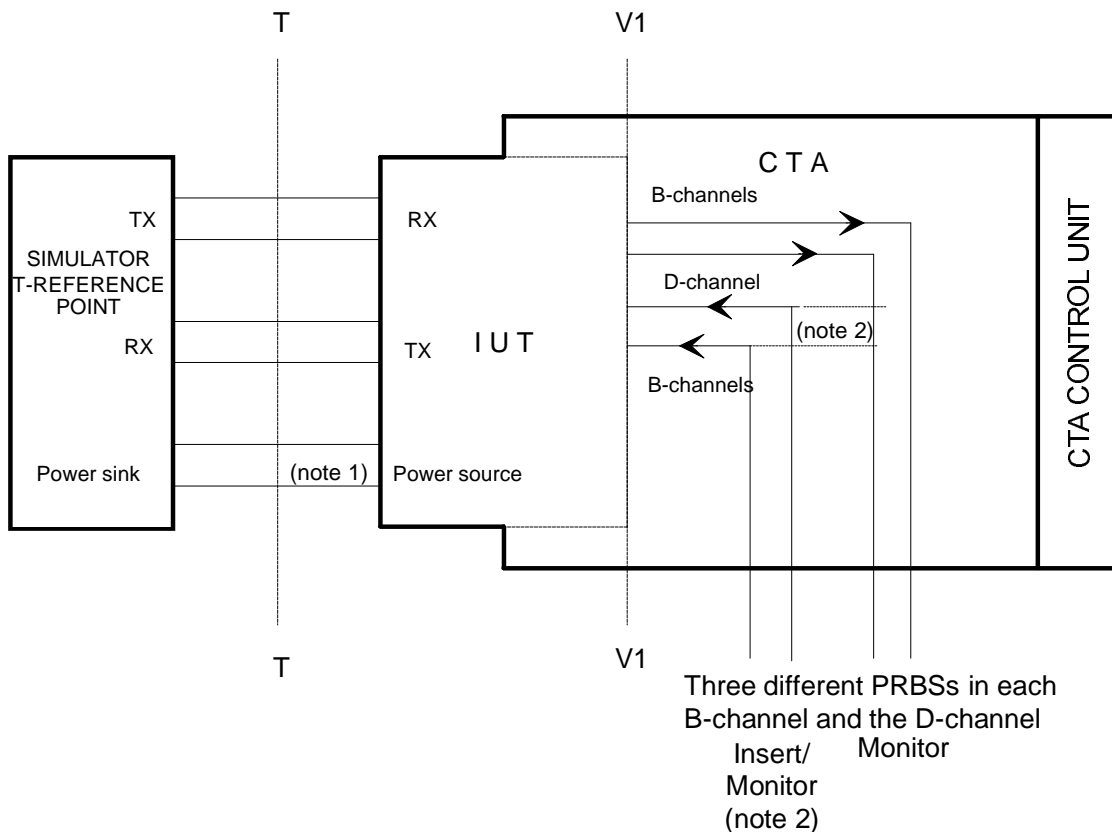 T
V1
C T A
B-channels
TX
RX
SIMULATOR
T-REFERENCE
POINT
D-channel
(note 2)
RX
TX
I U T
B-channels
Power sink
(note 1)
Power source
CTA CONTROL UNIT
T
V1
Three different PRBSs in each
B-channel and the D-channel
Insert/
Monitor
(note 2)
Monitor